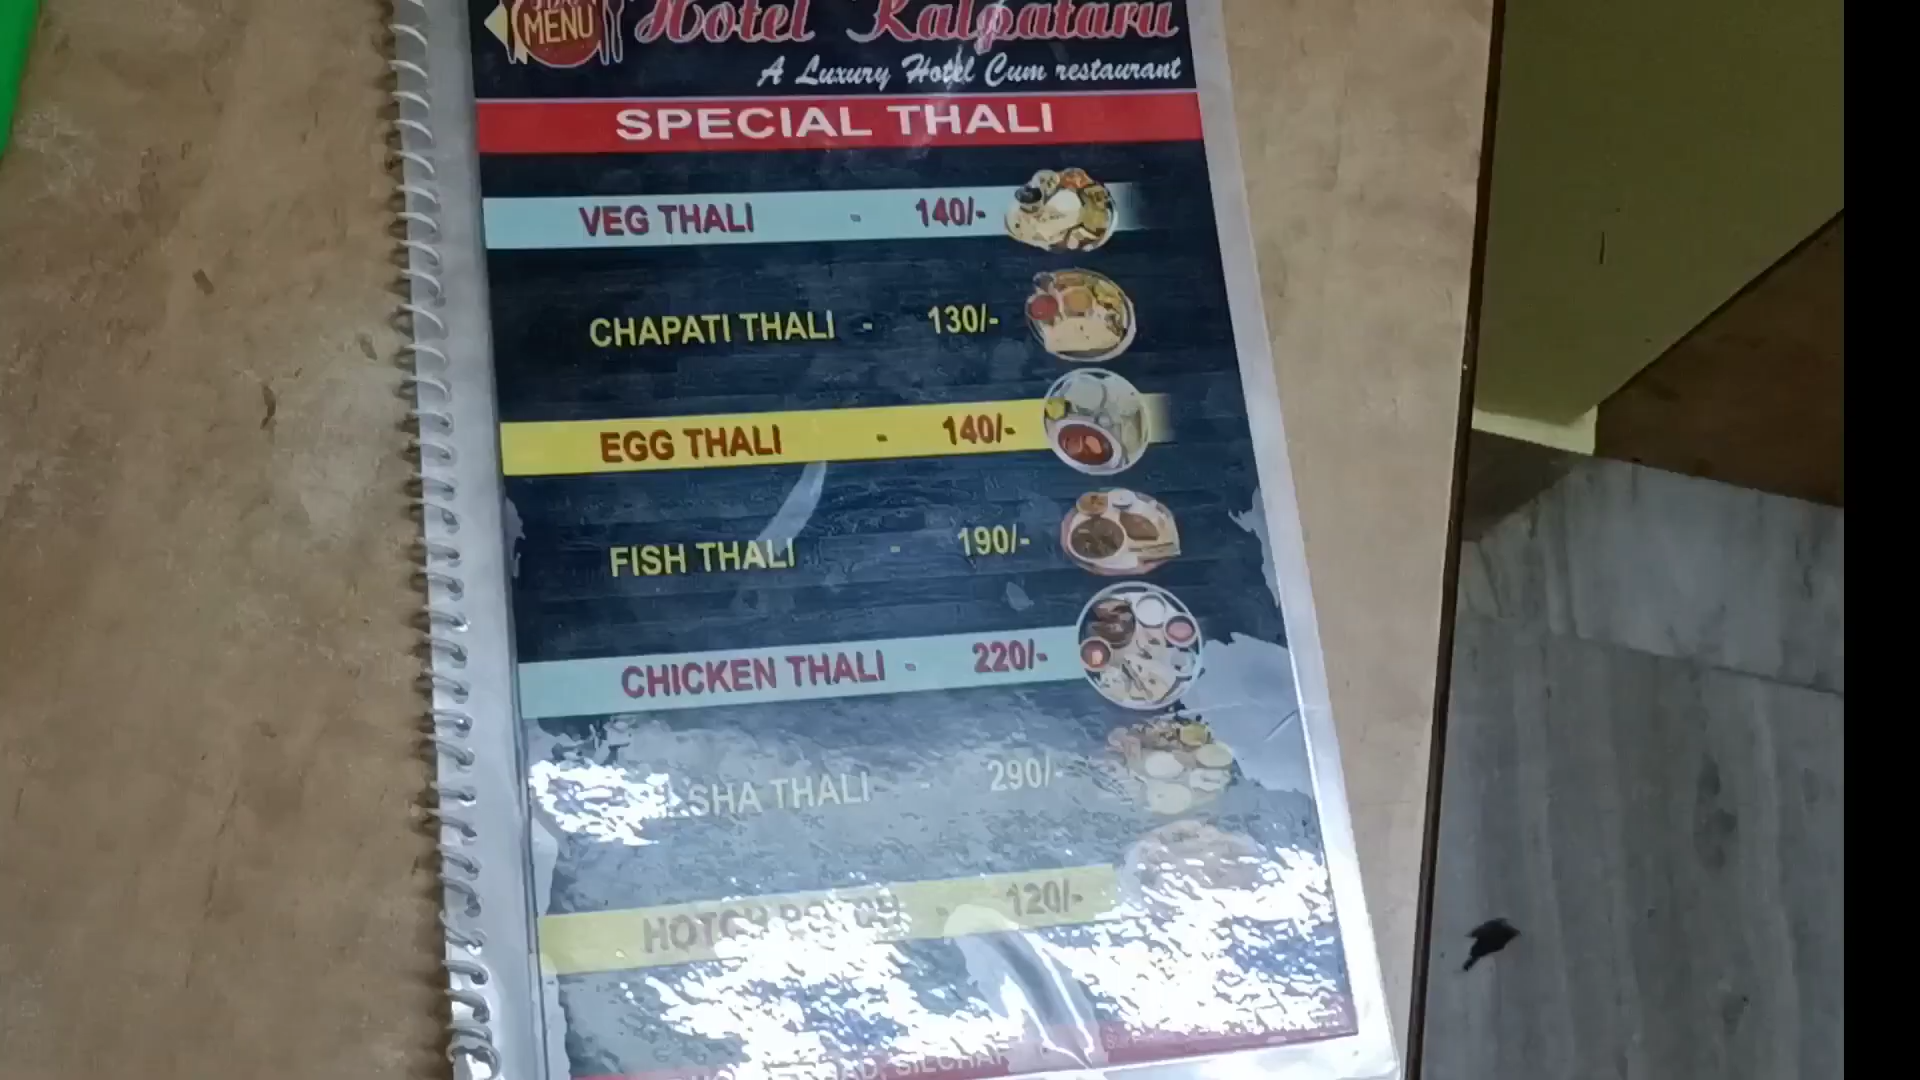 MENU
Hotel Kalpataru
A Luxury Hotel Cum restaurant
SPECIAL THALI
VEG THALI - 140/-
CHAPATI THALI - 130/-
EGG THALI - 140/-
FISH THALI - 190/-
CHICKEN THALI - 220/-
THALI - 290/-
120/-